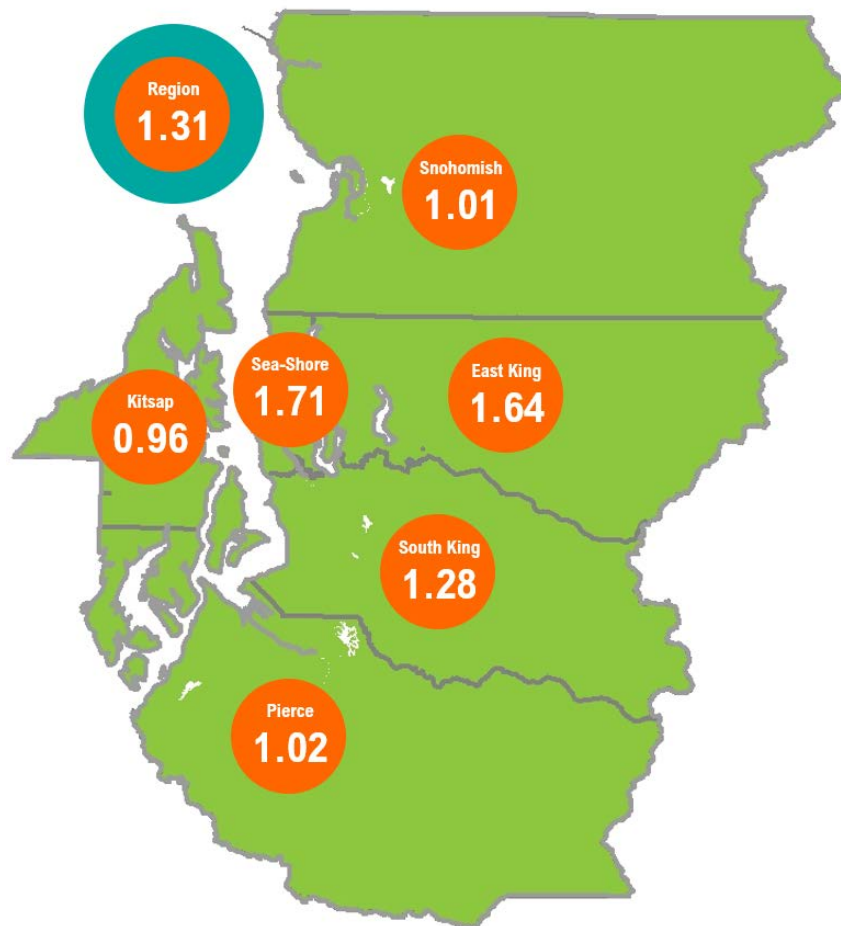 Region
1.31
Snohomish
1.01
Sea-Shore
1.71
East King
1.64
Kitsap
0.96
South King
1.28
Pierce
1.02